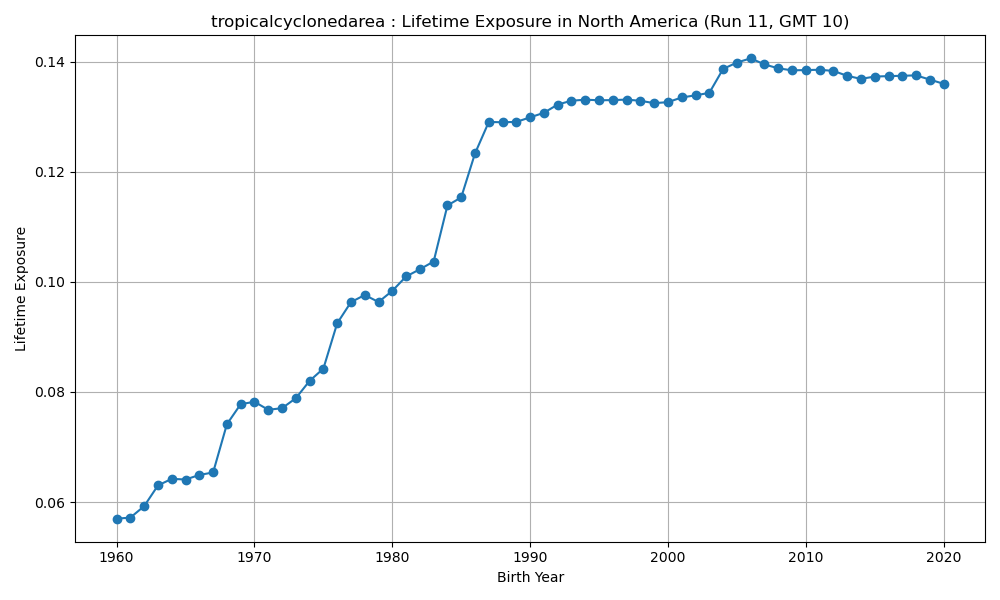 tropicalcyclonedarea : Lifetime Exposure in North America (Run 11, GMT 10)
Lifetime Exposure
0.14
0.12
0.10
0.08
0.06
1960 1970 1980 1990 2000 2010 2020
Birth Year